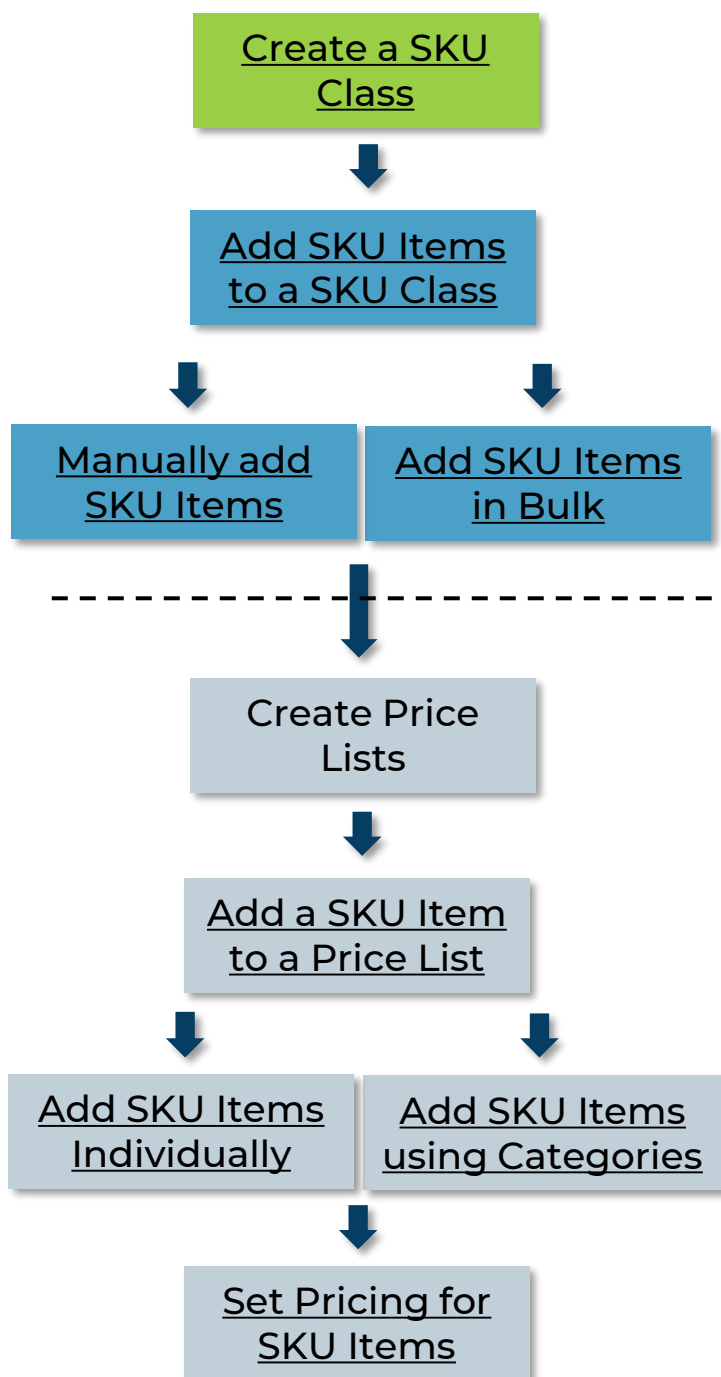 Create a SKU
Class
Add SKU Items
to a SKU Class
Manually add
SKU Items
Add SKU Items
in Bulk
Create Price
Lists
Add a SKU Item
to a Price List
Add SKU Items
Individually
Add SKU Items
using Categories
Set Pricing for
SKU Items